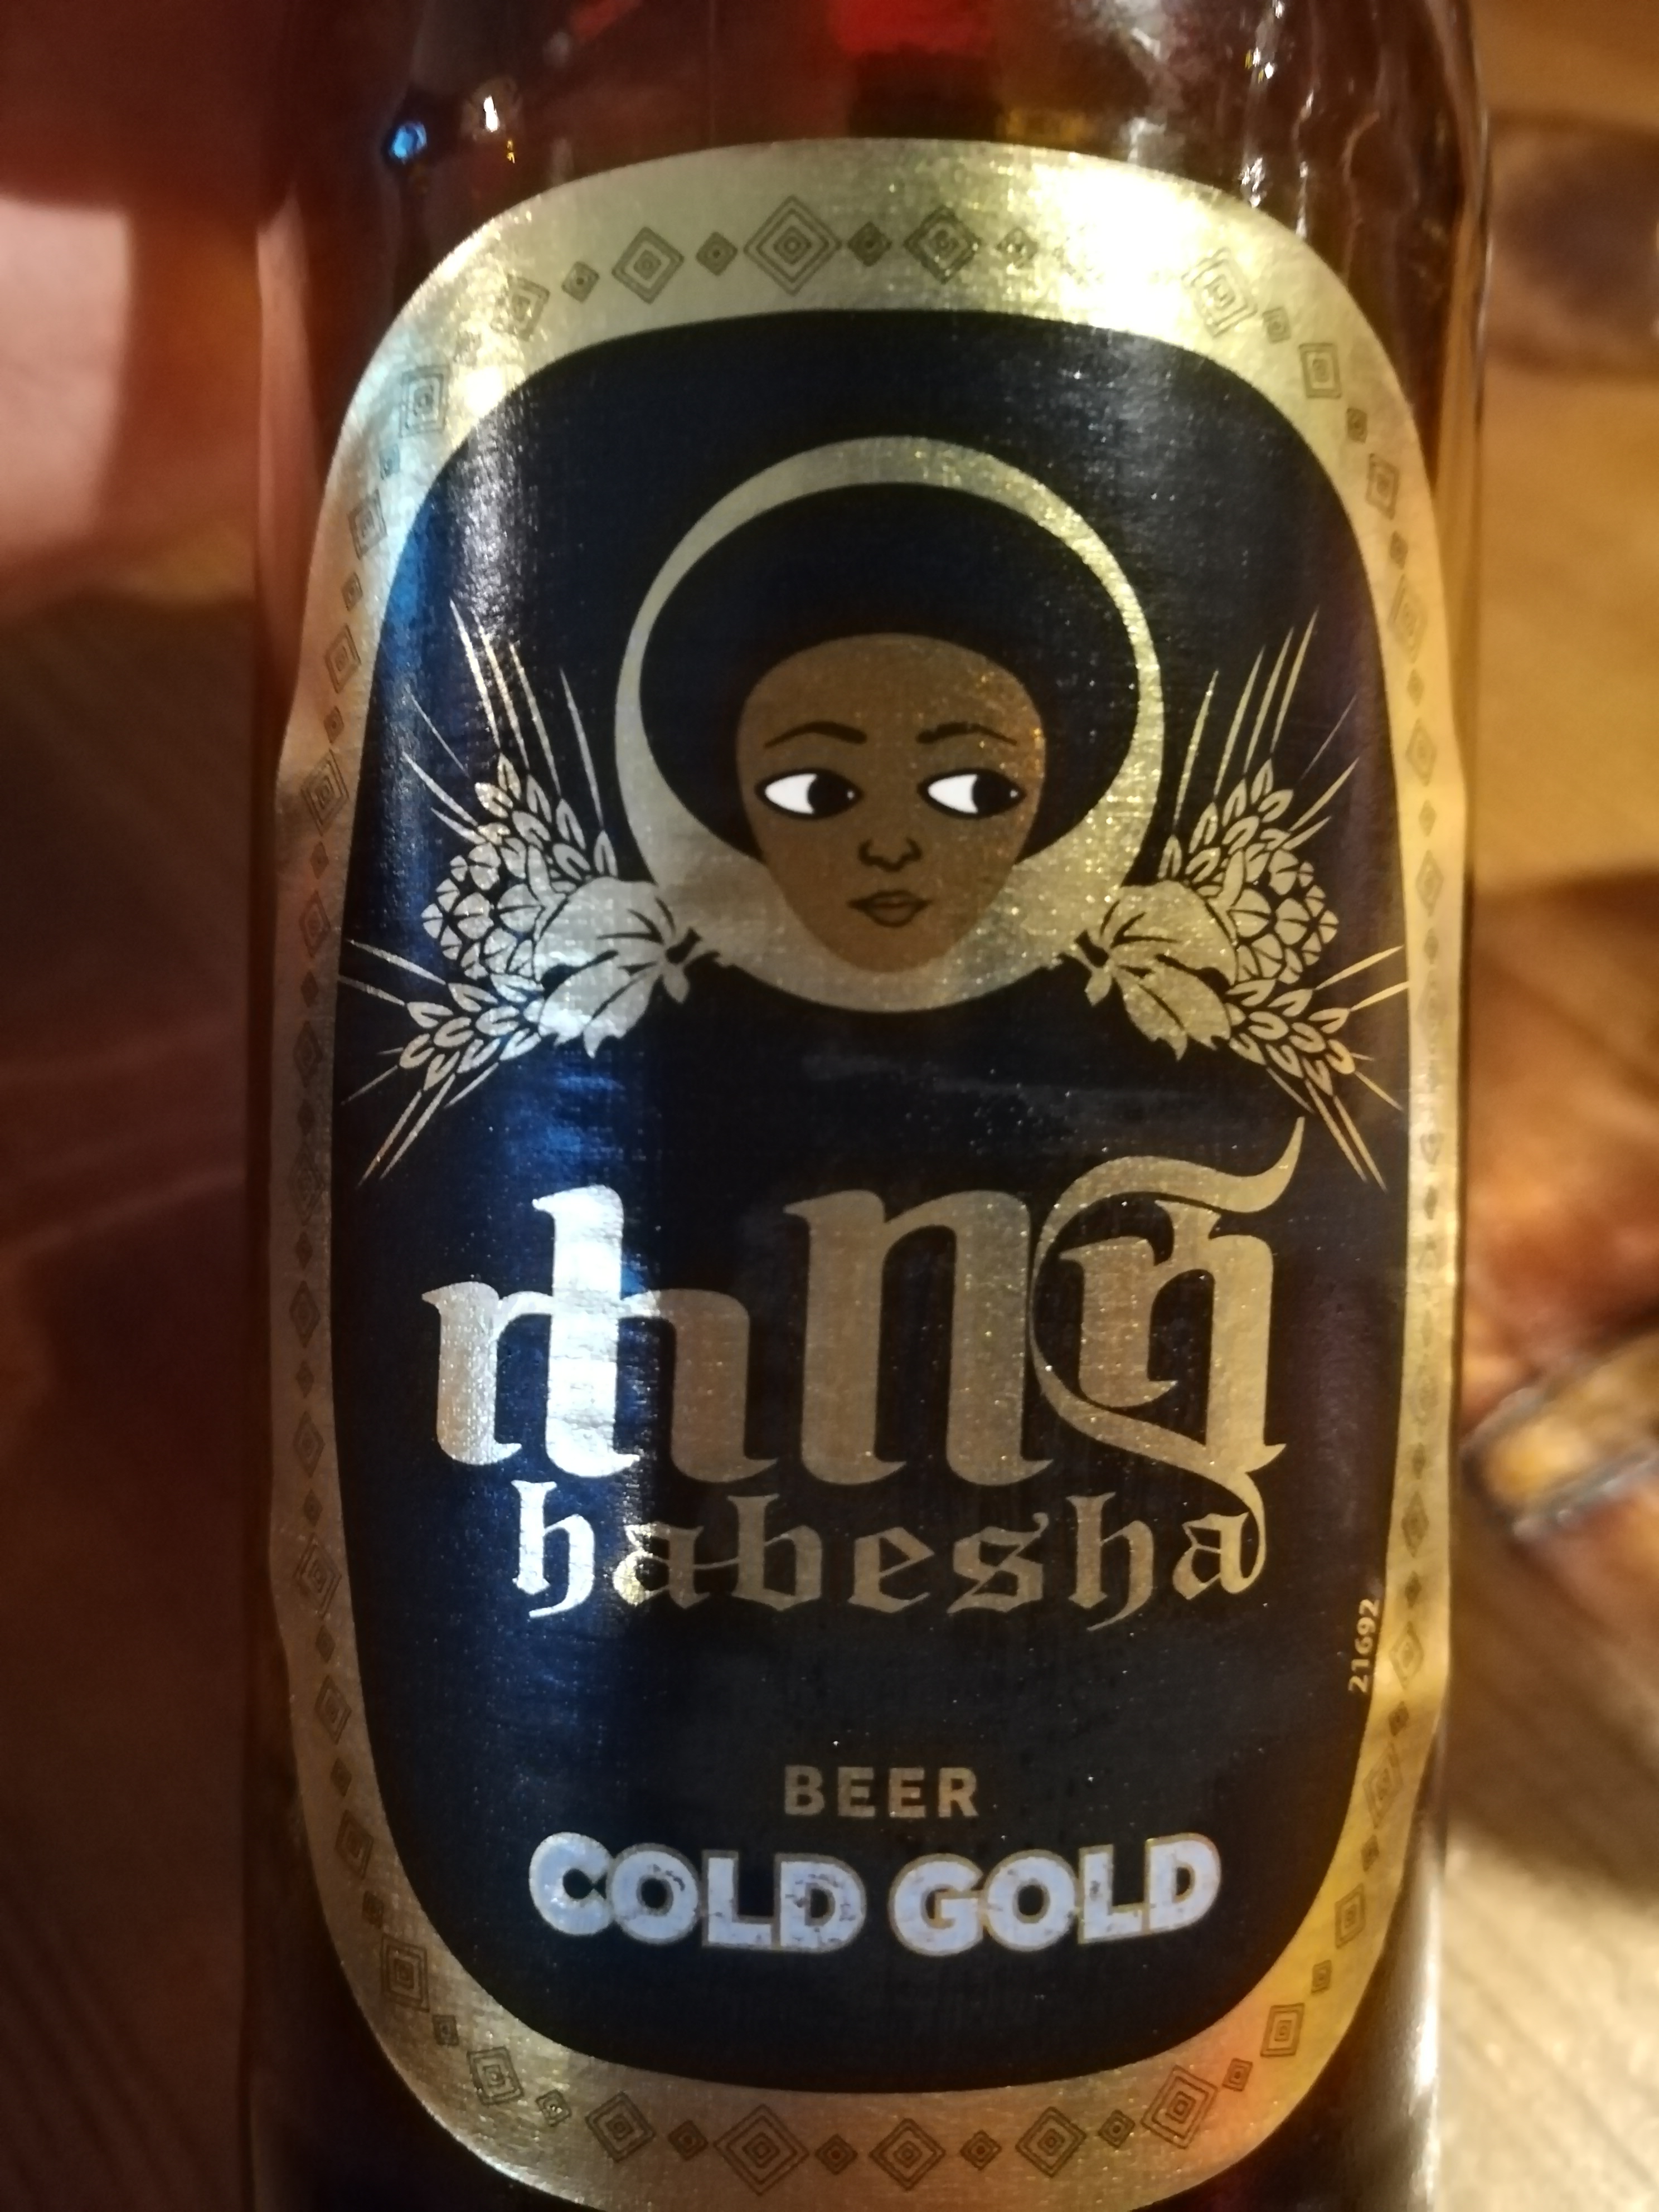 ሐበሻ
habesha
21692
BEER
COLD GOLD